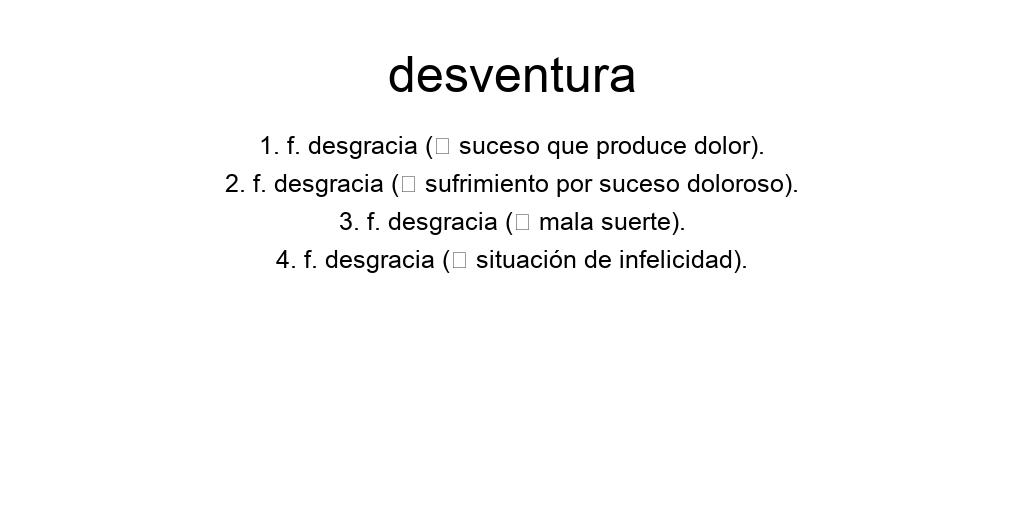 desventura
1. f. desgracia (□ suceso que produce dolor).
2. f. desgracia (□ sufrimiento por suceso doloroso).
3. f. desgracia (□ mala suerte).
4. f. desgracia (□ situación de infelicidad).